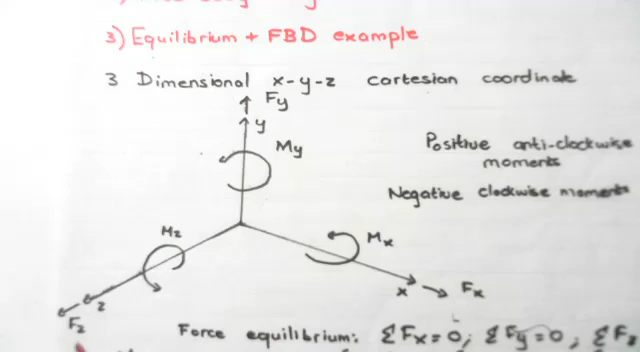 3) Equilibrium + FBD example
3 Dimensional x-y-z cartesian coordinate
Fy
y
My
Positive anti-clockwise
moments
Negative clockwise moments
Mz
Mx
z
x
Fx
Fz
Force equilibrium: ΣFx=0; ΣFy=0, ΣFz